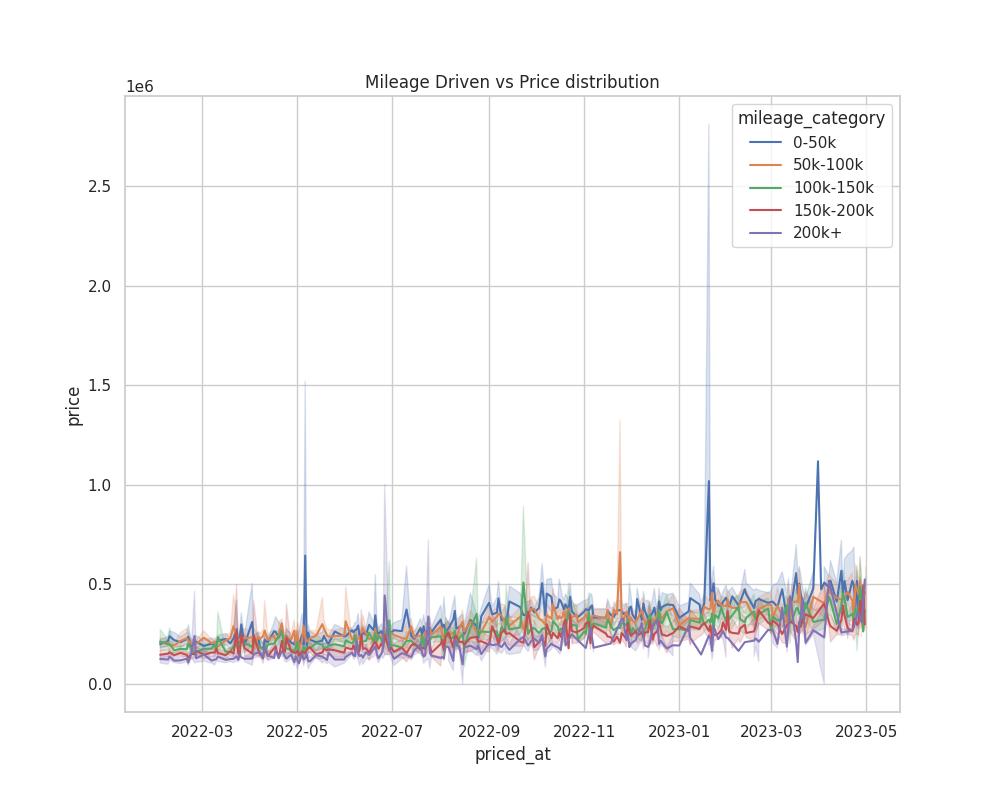 Mileage Driven vs Price distribution
1e6
mileage_category
0-50k
50k-100k
100k-150k
150k-200k
200k+
2.5
2.0
1.5
1.0
0.5
0.0
price
2022-03 2022-05 2022-07 2022-09 2022-11 2023-01 2023-03 2023-05
priced_at